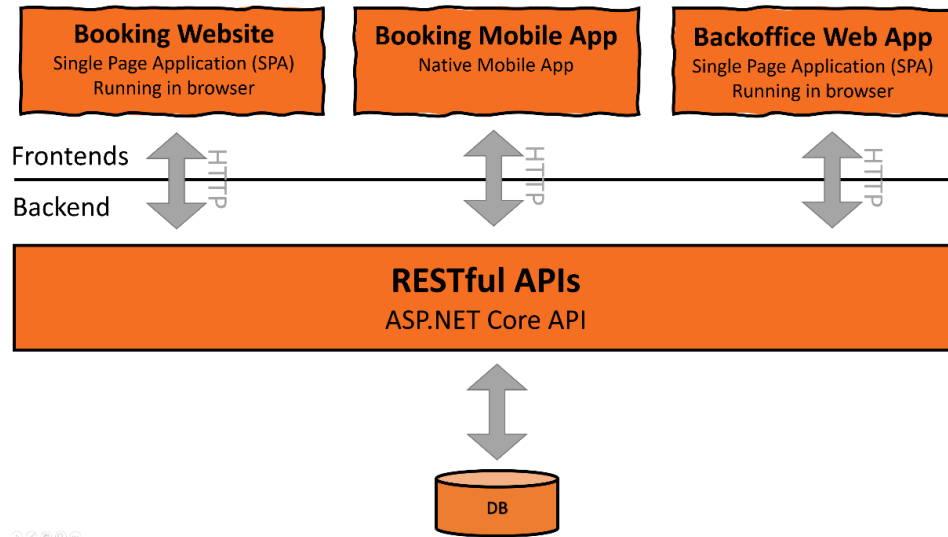 Booking Website
Single Page Application (SPA)
Running in browser
Booking Mobile App
Native Mobile App
Backoffice Web App
Single Page Application (SPA)
Running in browser
Frontends
HTTP
HTTP
HTTP
Backend
RESTful APIs
ASP.NET Core API
DB